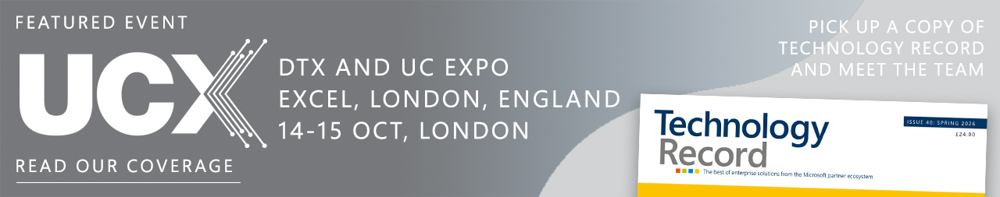 FEATURED EVENT
UCX
DTX AND UC EXPO
EXCEL, LONDON, ENGLAND
14-15 OCT, LONDON
READ OUR COVERAGE
PICK UP A COPY OF
TECHNOLOGY RECORD
AND MEET THE TEAM
Technology
Record
ISSUE 40: SPRING 2026
£24.00
The best of enterprise solutions from the Microsoft partner ecosystem